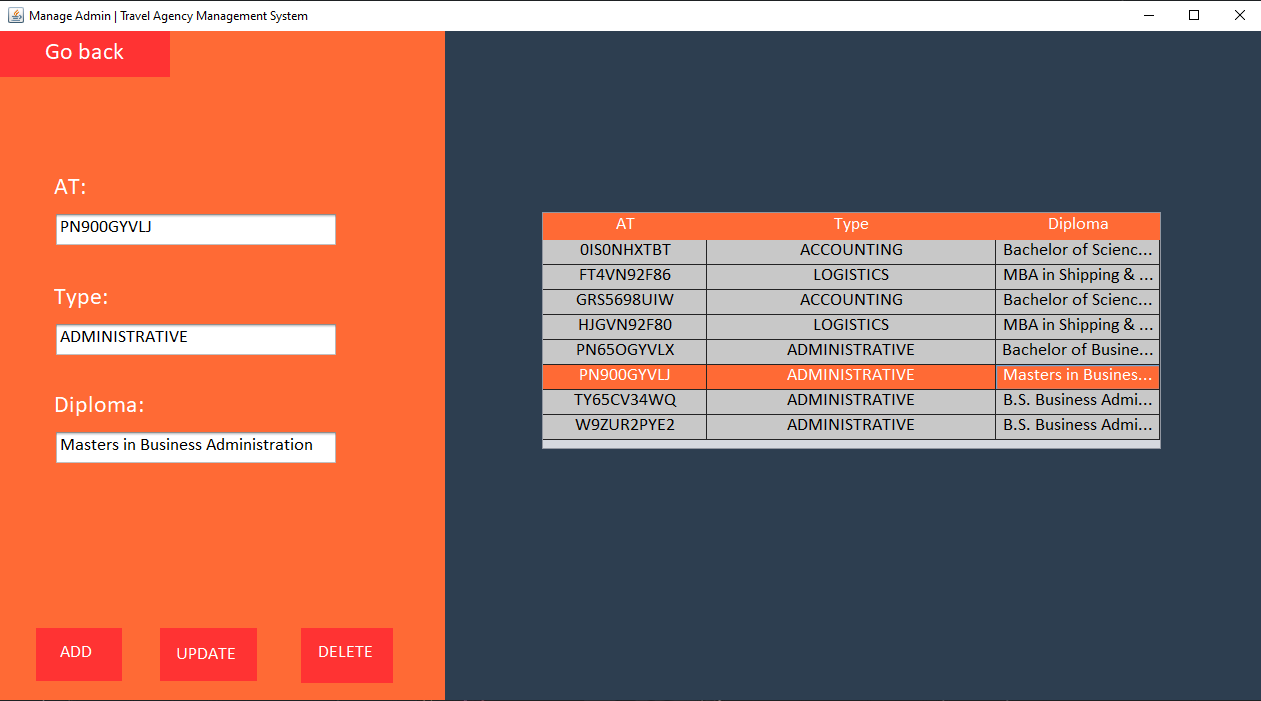 Manage Admin | Travel Agency Management System
Go back
AT:
PN900GYVLJ
Type:
ADMINISTRATIVE
Diploma:
Masters in Business Administration
ADD UPDATE DELETE
AT Type Diploma
0IS0NHXTBT ACCOUNTING Bachelor of Scienc...
FT4VN92F86 LOGISTICS MBA in Shipping & ...
GRS5698UIW ACCOUNTING Bachelor of Scienc...
HJGVN92F80 LOGISTICS MBA in Shipping & ...
PN65OGYVLX ADMINISTRATIVE Bachelor of Busine...
PN900GYVLJ ADMINISTRATIVE Masters in Busines...
TY65CV34WQ ADMINISTRATIVE B.S. Business Admi...
W9ZUR2PYE2 ADMINISTRATIVE B.S. Business Admi...